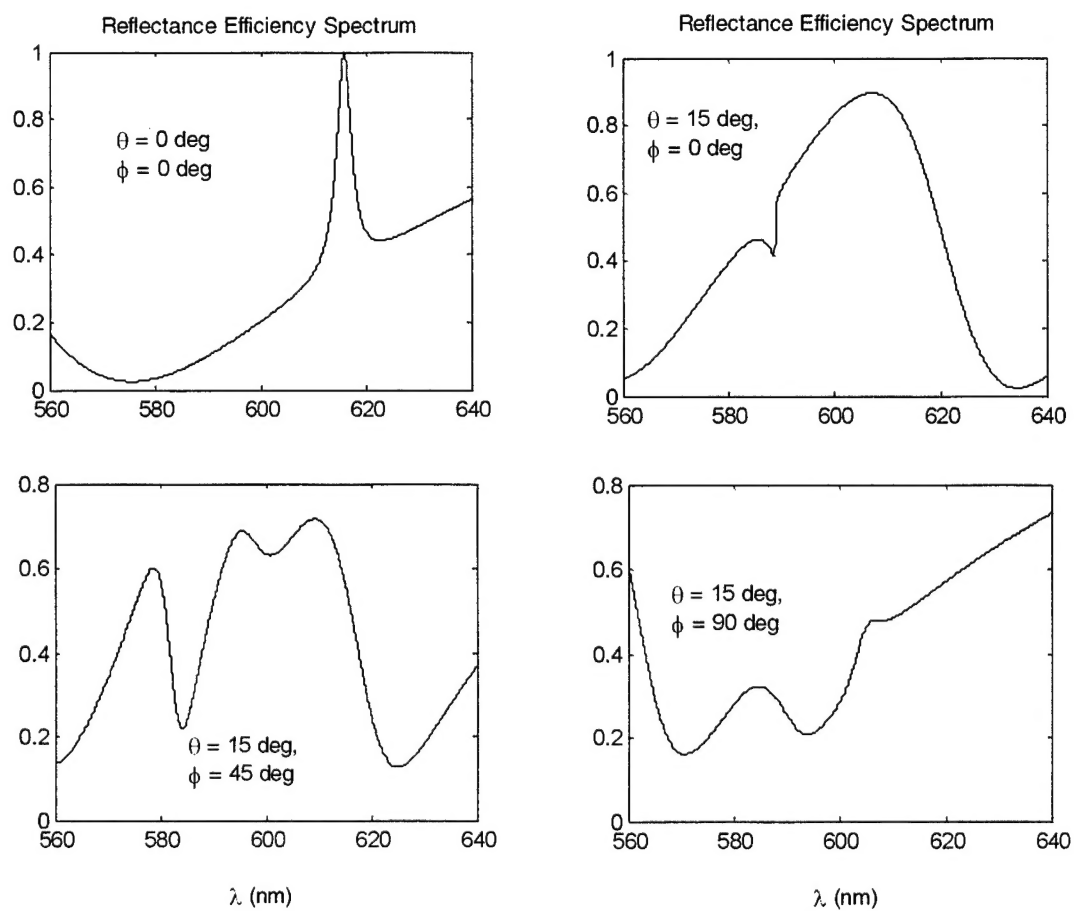 Reflectance Efficiency Spectrum
1
0.8
0.6
0.4
0.2
0
θ = 0 deg
ϕ = 0 deg
560 580 600 620 640
Reflectance Efficiency Spectrum
1
0.8
0.6
0.4
0.2
0
θ = 15 deg,
ϕ = 0 deg
560 580 600 620 640
0.8
0.6
0.4
0.2
0
θ = 15 deg,
ϕ = 45 deg
560 580 600 620 640
λ (nm)
0.8
0.6
0.4
0.2
0
θ = 15 deg,
ϕ = 90 deg
560 580 600 620 640
λ (nm)